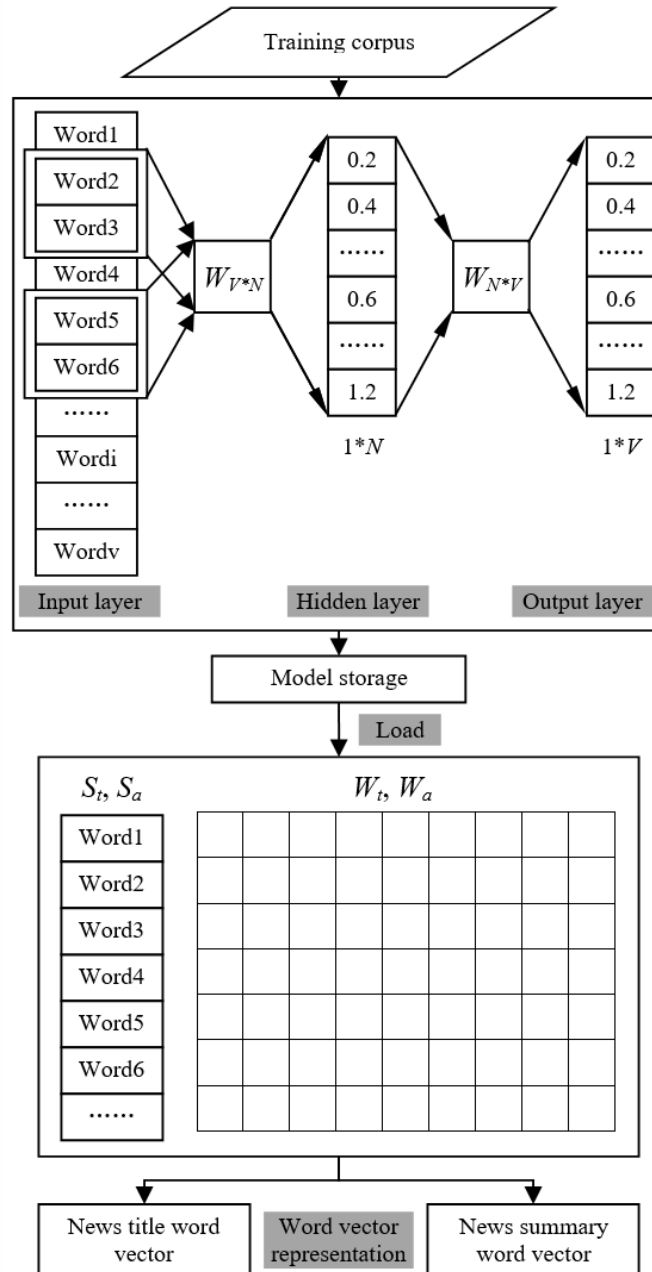 Training corpus
Word1
Word2
Word3
Word4
Word5
Word6
......
Wordi
......
Wordv
W_{V*N}
0.2
0.4
......
0.6
......
1.2
1*N
W_{N*V}
0.2
0.4
......
0.6
......
1.2
1*V
Input layer
Hidden layer
Output layer
Model storage
Load
S_t, S_a
W_t, W_a
Word1
Word2
Word3
Word4
Word5
Word6
......
News title word
vector
Word vector
representation
News summary
word vector